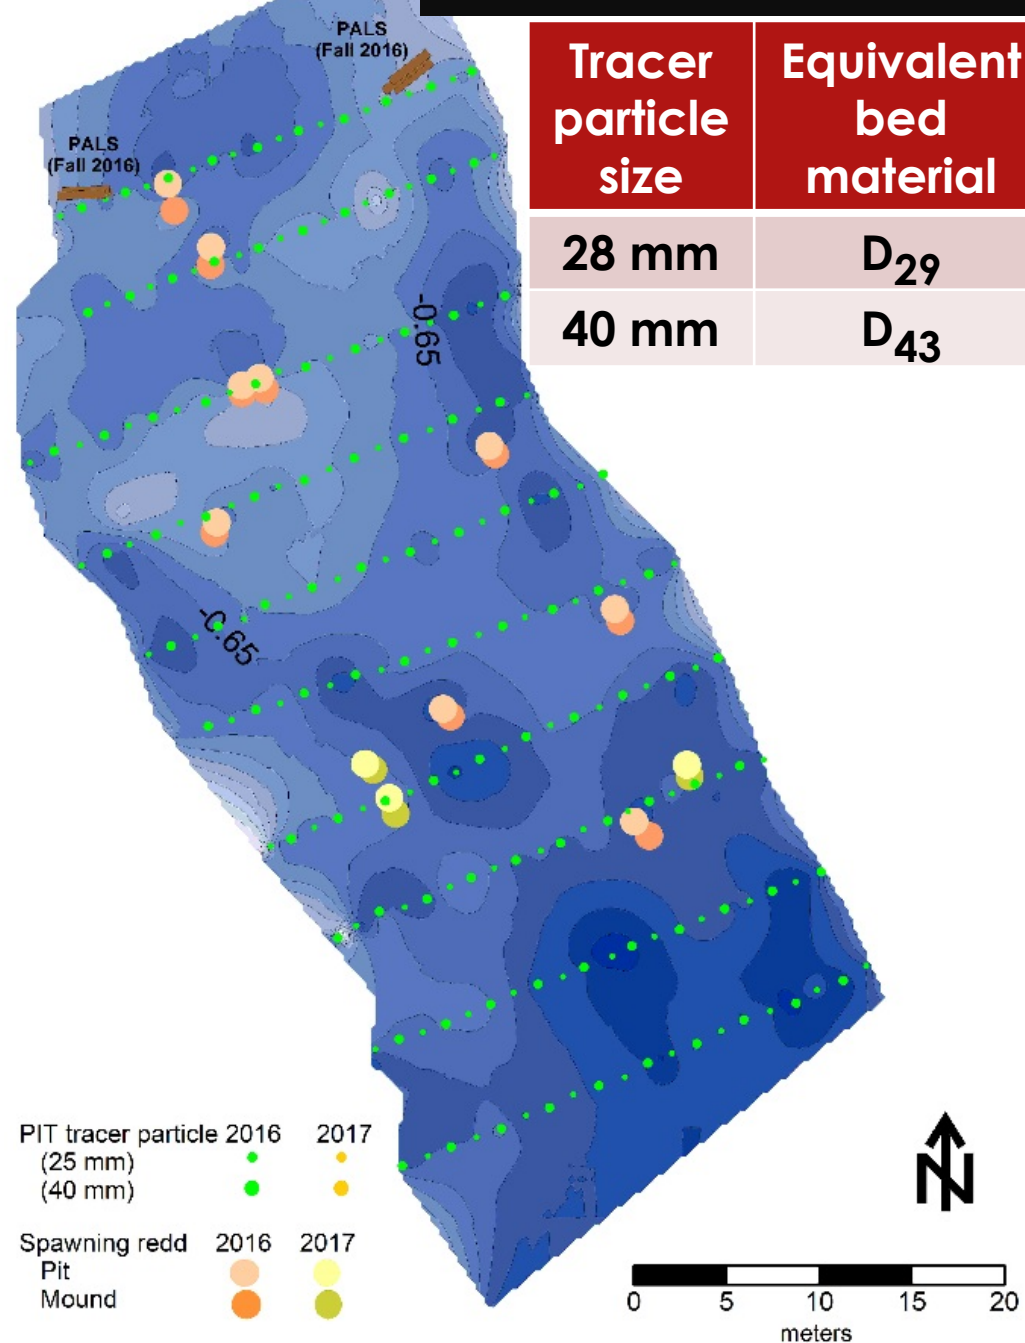 PALS
(Fall 2016)
PALS
(Fall 2016)
Tracer particle size
Equivalent bed material
28 mm
D29
40 mm
D43
-0.65
-0.65
PIT tracer particle 2016 2017
(25 mm)
(40 mm)
Spawning redd 2016 2017
Pit
Mound
N
0 5 10 15 20
meters